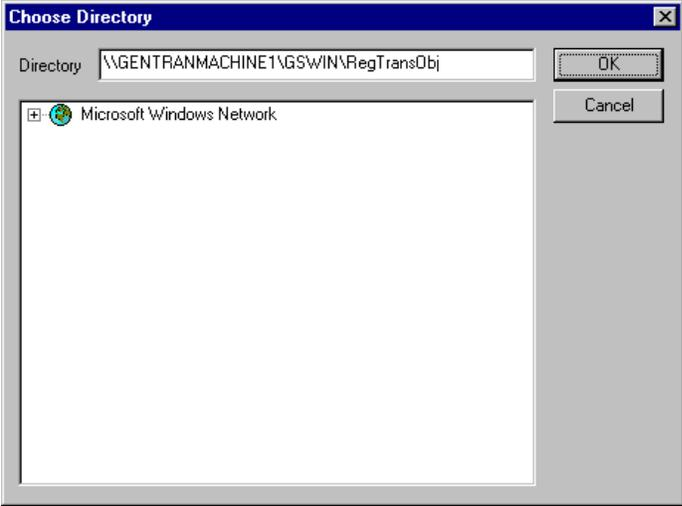 Choose Directory
Directory \\GENTRANMACHINE1\GSWIN\RegTransObj
OK
Microsoft Windows Network
Cancel